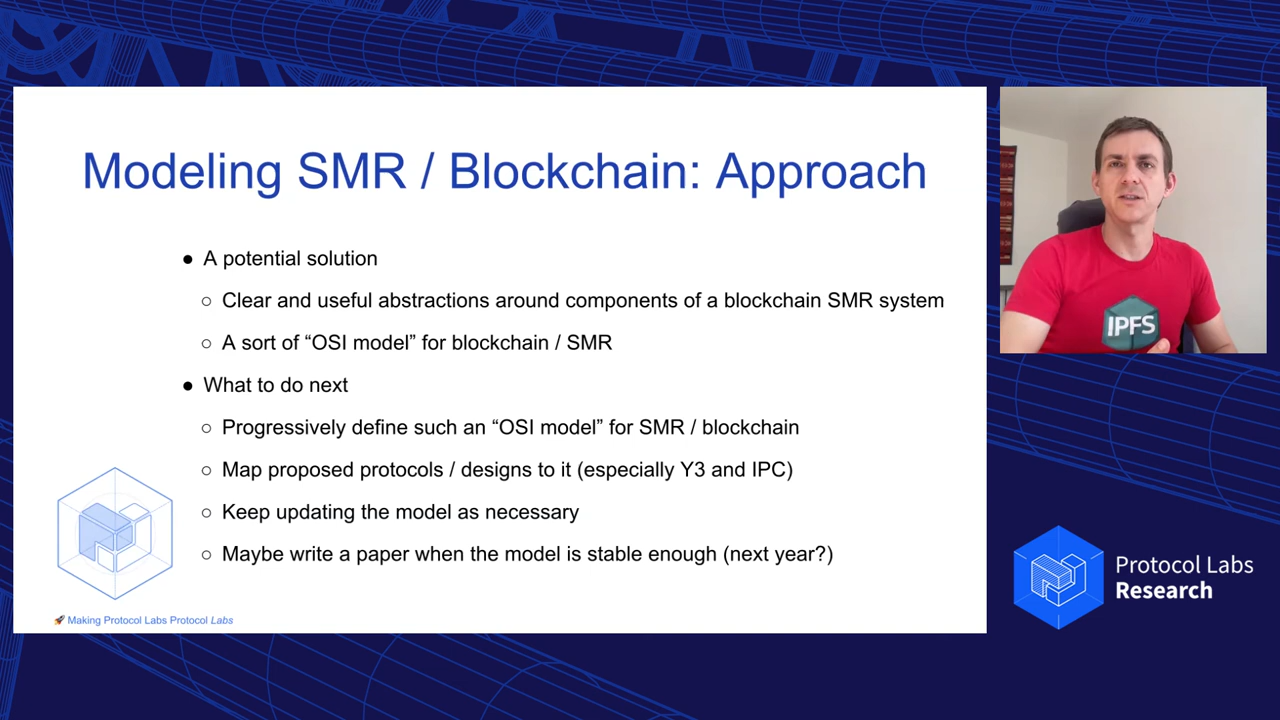 Modeling SMR / Blockchain: Approach
● A potential solution
○ Clear and useful abstractions around components of a blockchain SMR system
○ A sort of “OSI model” for blockchain / SMR
● What to do next
○ Progressively define such an “OSI model” for SMR / blockchain
○ Map proposed protocols / designs to it (especially Y3 and IPC)
○ Keep updating the model as necessary
○ Maybe write a paper when the model is stable enough (next year?)
🚀 Making Protocol Labs Protocol Labs
IPFS
Protocol Labs
Research